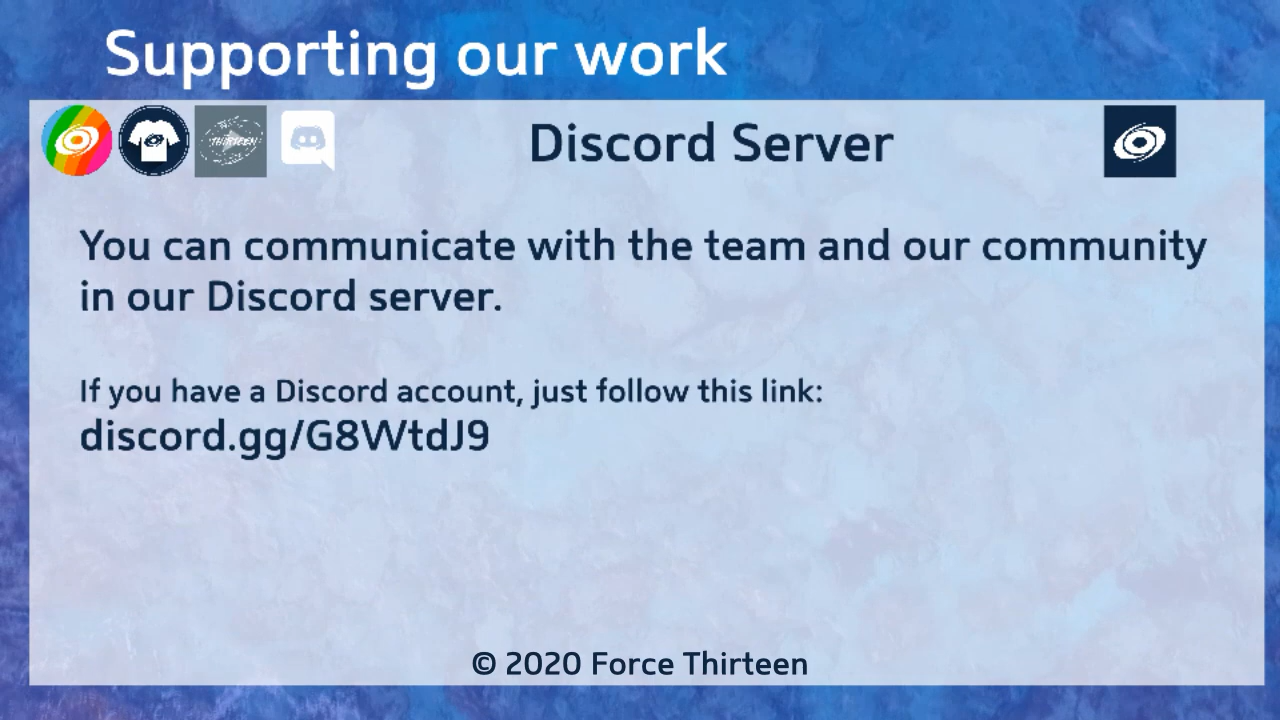 Supporting our work
THIRTEEN
Discord Server
You can communicate with the team and our community
in our Discord server.
If you have a Discord account, just follow this link:
discord.gg/G8WtdJ9
© 2020 Force Thirteen